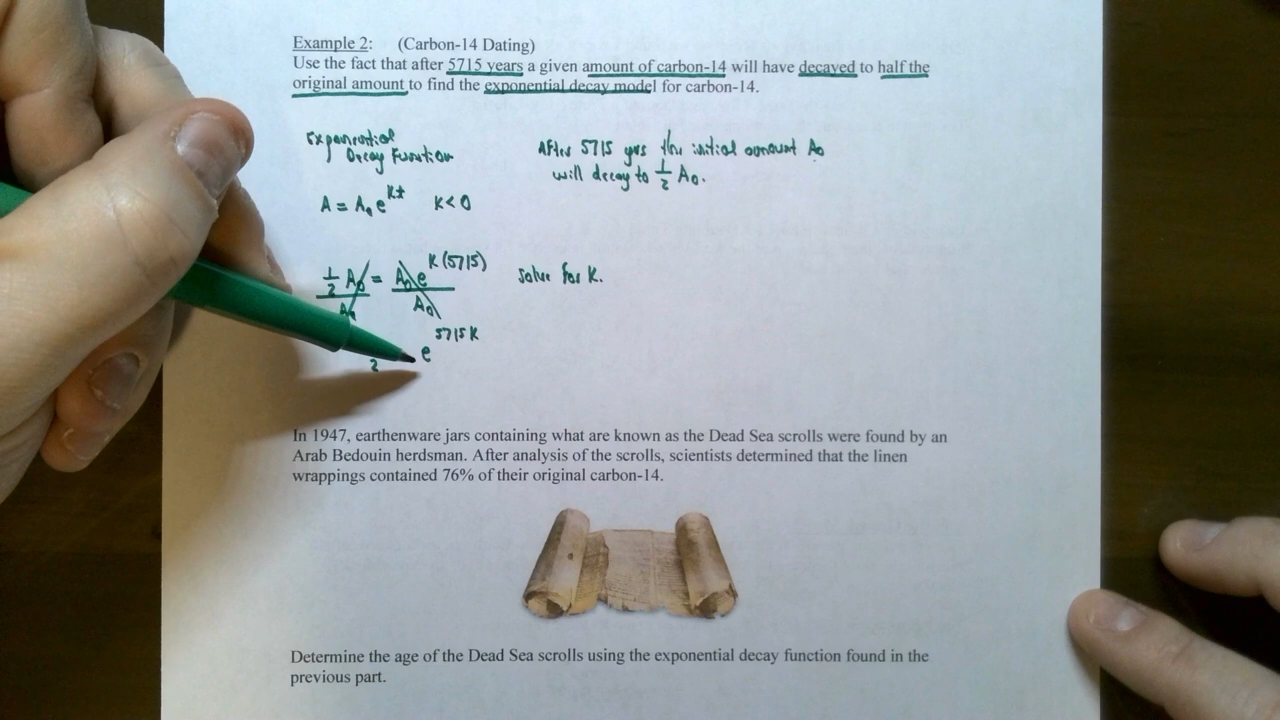 Example 2: (Carbon-14 Dating)
Use the fact that after 5715 years a given amount of carbon-14 will have decayed to half the
original amount to find the exponential decay model for carbon-14.
Exponential
Decay Function
After 5715 yrs the initial amount A₀
will decay to 1/2 A₀.
A = A₀e^kt K<0
1/2 A₀ = A₀e^K(5715) Solve for K.
A₀ A₀
2 e^5715K
In 1947, earthenware jars containing what are known as the Dead Sea scrolls were found by an
Arab Bedouin herdsman. After analysis of the scrolls, scientists determined that the linen
wrappings contained 76% of their original carbon-14.
Determine the age of the Dead Sea scrolls using the exponential decay function found in the
previous part.